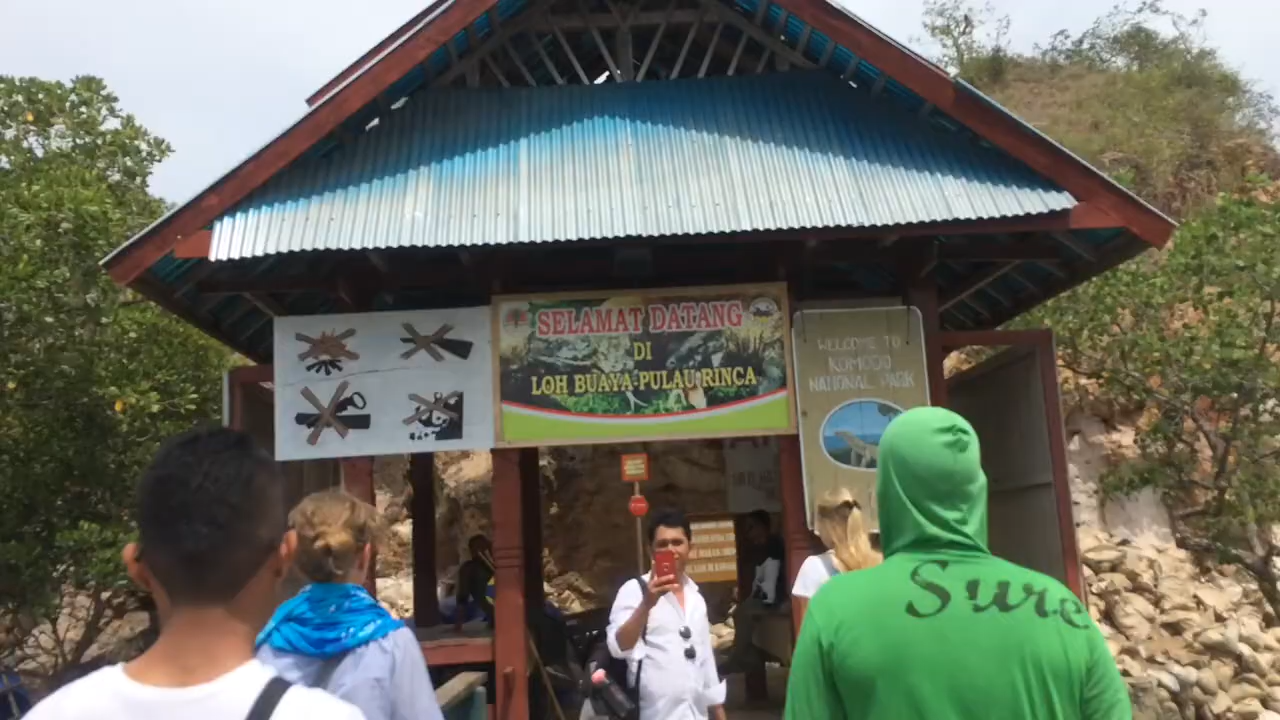 SELAMAT DATANG
DI
LOH BUAYA PULAU RINCA
WELCOME TO
KOMODO
NATIONAL PARK
Sure